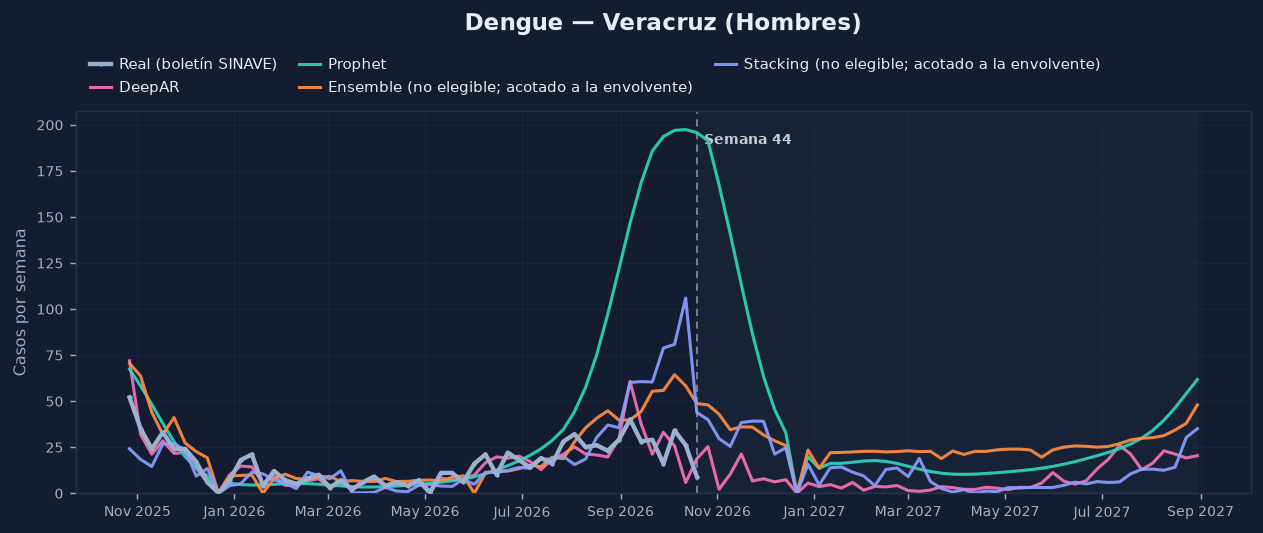 Dengue — Veracruz (Hombres)
Real (boletín SINAVE)
Prophet
Stacking (no elegible; acotado a la envolvente)
DeepAR
Ensemble (no elegible; acotado a la envolvente)
Casos por semana
200
175
150
125
100
75
50
25
0
Semana 44
Nov 2025
Jan 2026
Mar 2026
May 2026
Jul 2026
Sep 2026
Nov 2026
Jan 2027
Mar 2027
May 2027
Jul 2027
Sep 2027